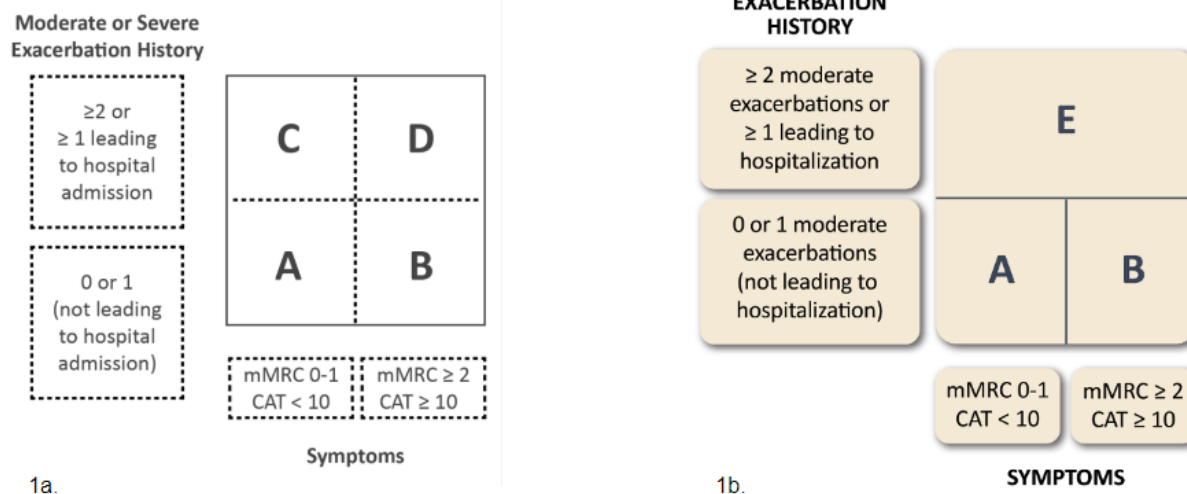 Moderate or Severe
Exacerbation History
≥2 or
≥ 1 leading
to hospital
admission
0 or 1
(not leading
to hospital
admission)
C
D
A
B
mMRC 0-1
CAT < 10
mMRC ≥ 2
CAT ≥ 10
Symptoms
1a.
EXACERBATION
HISTORY
≥ 2 moderate
exacerbations or
≥ 1 leading to
hospitalization
0 or 1 moderate
exacerbations
(not leading to
hospitalization)
E
A
B
mMRC 0-1
CAT < 10
mMRC ≥ 2
CAT ≥ 10
SYMPTOMS
1b.